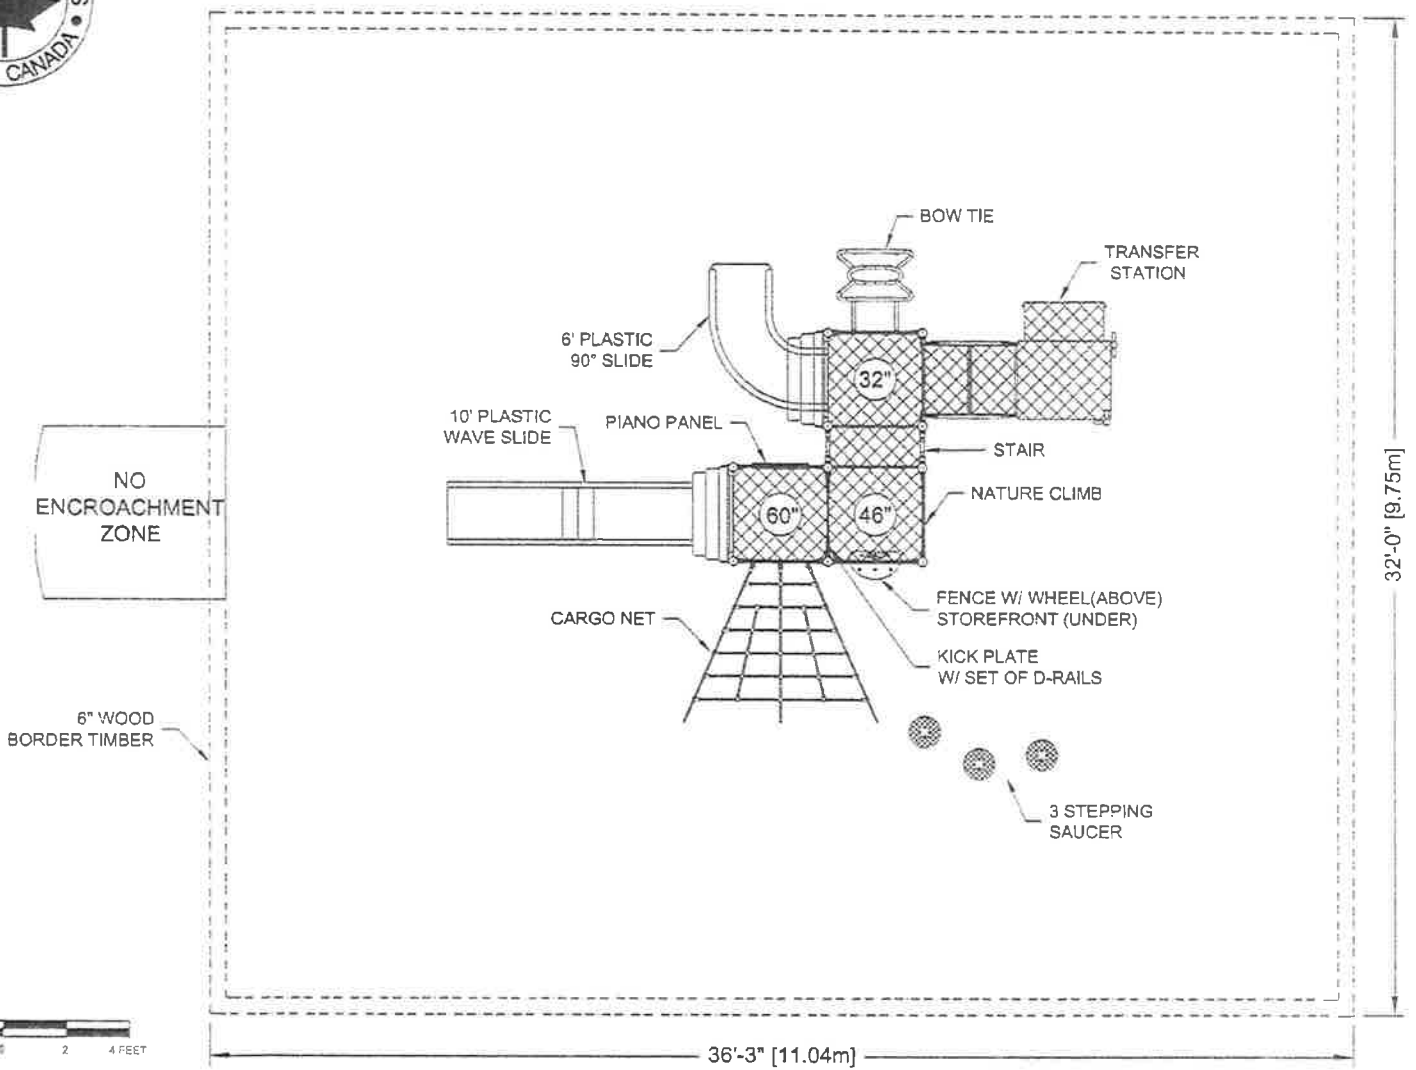 CANADA • S
BOW TIE
TRANSFER
STATION
6' PLASTIC
90° SLIDE
32"
10' PLASTIC
WAVE SLIDE
PIANO PANEL
STAIR
NO
ENCROACHMENT
ZONE
60"
46"
NATURE CLIMB
32'-0" [9.75m]
FENCE W/ WHEEL(ABOVE)
STOREFRONT (UNDER)
CARGO NET
KICK PLATE
W/ SET OF D-RAILS
6" WOOD
BORDER TIMBER
3 STEPPING
SAUCER
0 2 4 FEET
36'-3" [11.04m]